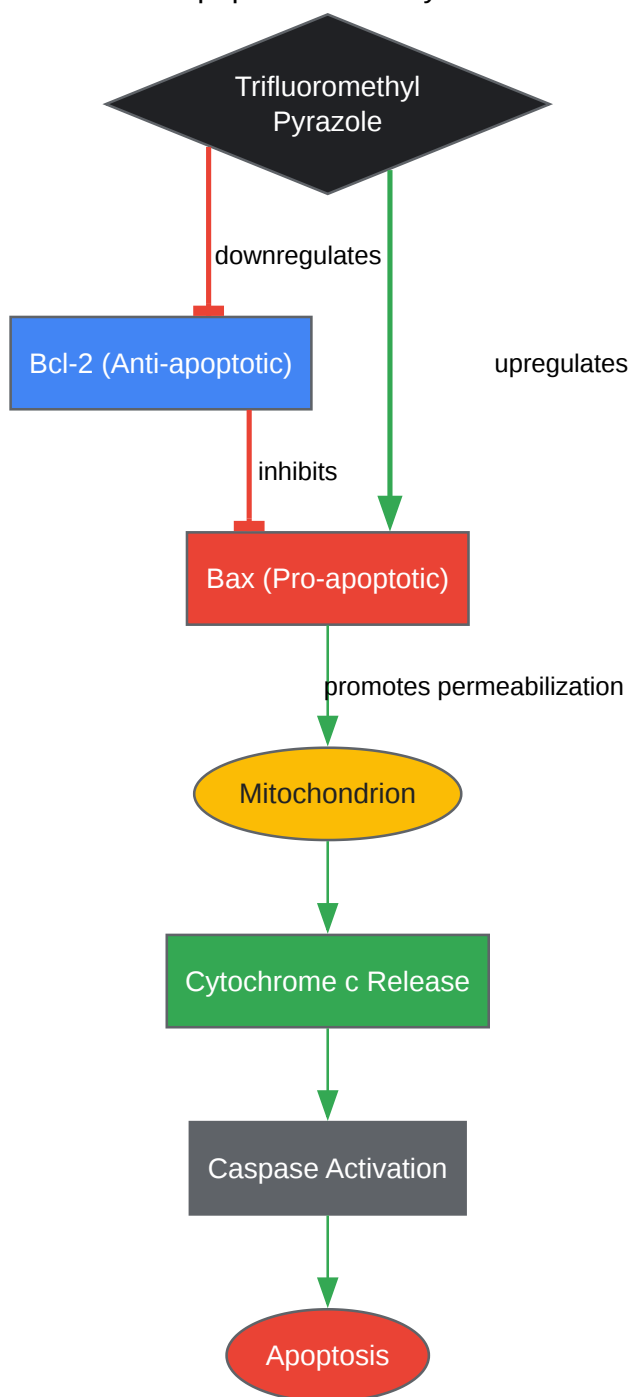 Trifluoromethyl
Pyrazole
downregulates
Bcl-2 (Anti-apoptotic)
upregulates
inhibits
Bax (Pro-apoptotic)
promotes permeabilization
Mitochondrion
Cytochrome c Release
Caspase Activation
Apoptosis